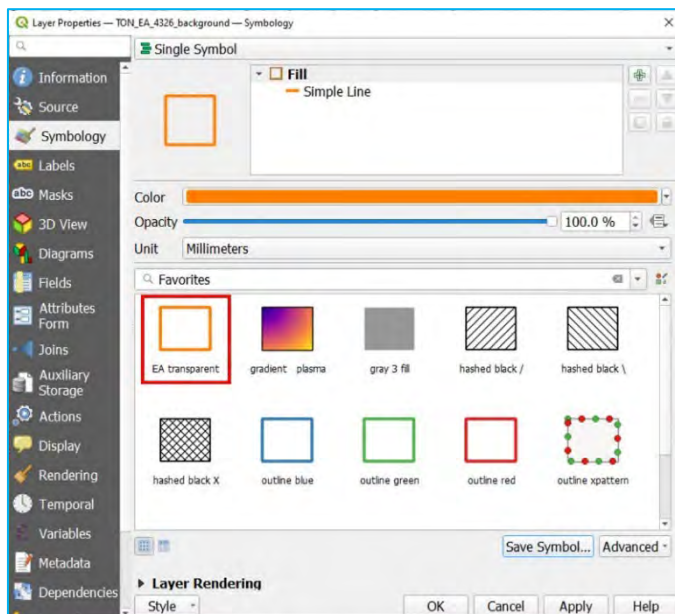 Layer Properties — TON_EA_4326_background — Symbology
Single Symbol
Information
Source
Symbology
abc Labels
abc Masks
3D View
Diagrams
Fields
Attributes
Form
Joins
Auxiliary
Storage
Actions
Display
Rendering
Temporal
Variables
Metadata
Dependencies
Fill
Simple Line
Color
Opacity
100.0 %
Unit Millimeters
Favorites
EA transparent
gradient plasma
gray 3 fill
hashed black /
hashed black \
hashed black X
outline blue
outline green
outline red
outline xpattern
Save Symbol...
Advanced
Layer Rendering
Style
OK
Cancel
Apply
Help